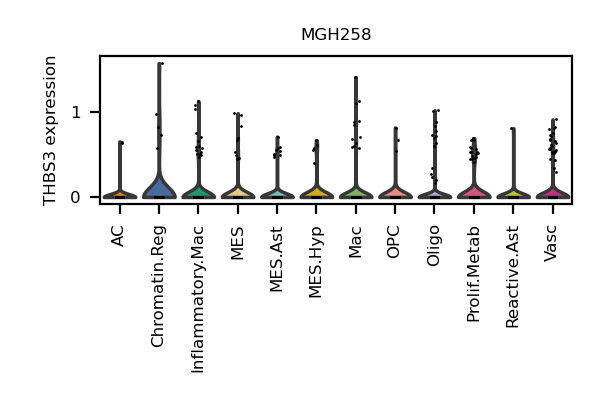 MGH258
THBS3 expression
1
0
AC
Chromatin.Reg
Inflammatory.Mac
MES
MES.Ast
MES.Hyp
Mac
OPC
Oligo
Prolif.Metab
Reactive.Ast
Vasc